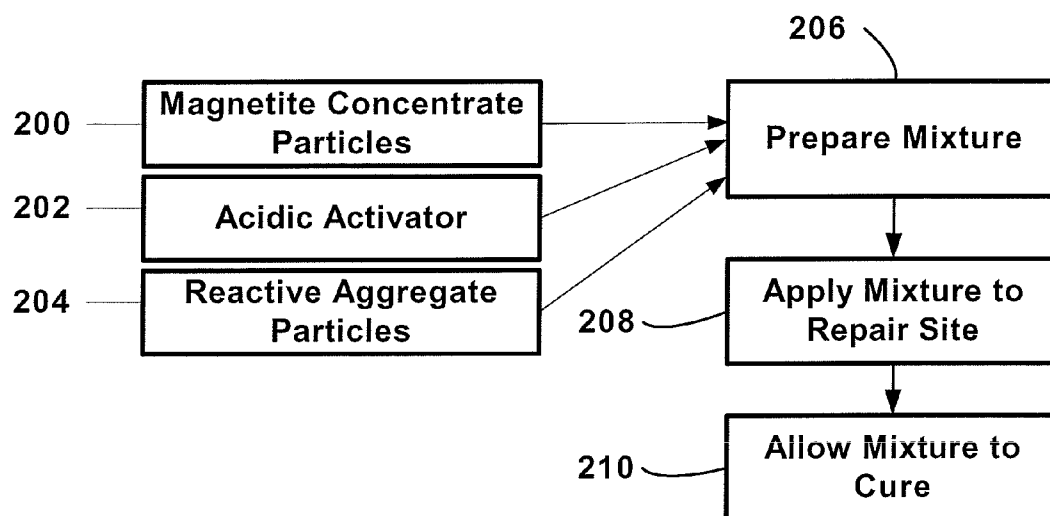 206
200
Magnetite Concentrate
Particles
Prepare Mixture
202
Acidic Activator
204
Reactive Aggregate
Particles
208
Apply Mixture to
Repair Site
210
Allow Mixture to
Cure